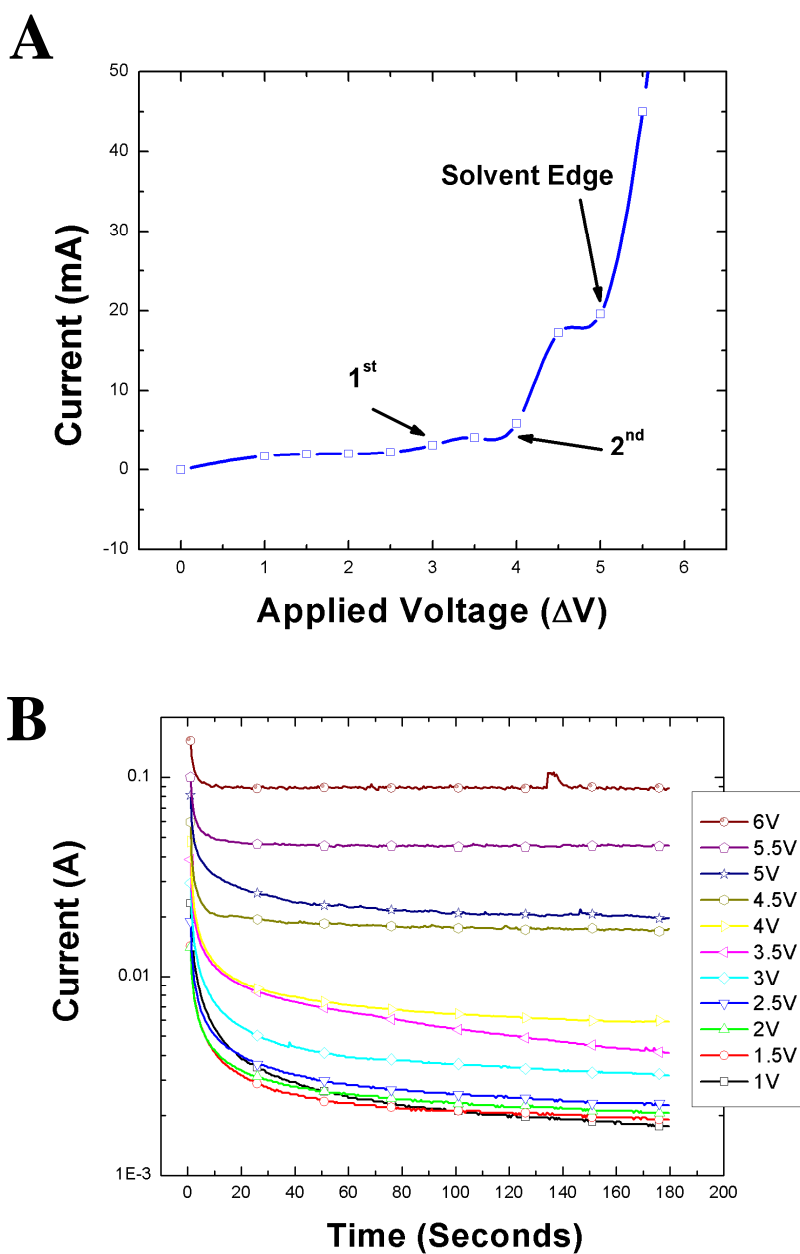 A
50
40
30
20
10
0
-10
Current (mA)
Solvent Edge
1st
2nd
0 1 2 3 4 5 6
Applied Voltage (ΔV)
B
0.1
0.01
1E-3
Current (A)
6V
5.5V
5V
4.5V
4V
3.5V
3V
2.5V
2V
1.5V
1V
0 20 40 60 80 100 120 140 160 180 200
Time (Seconds)